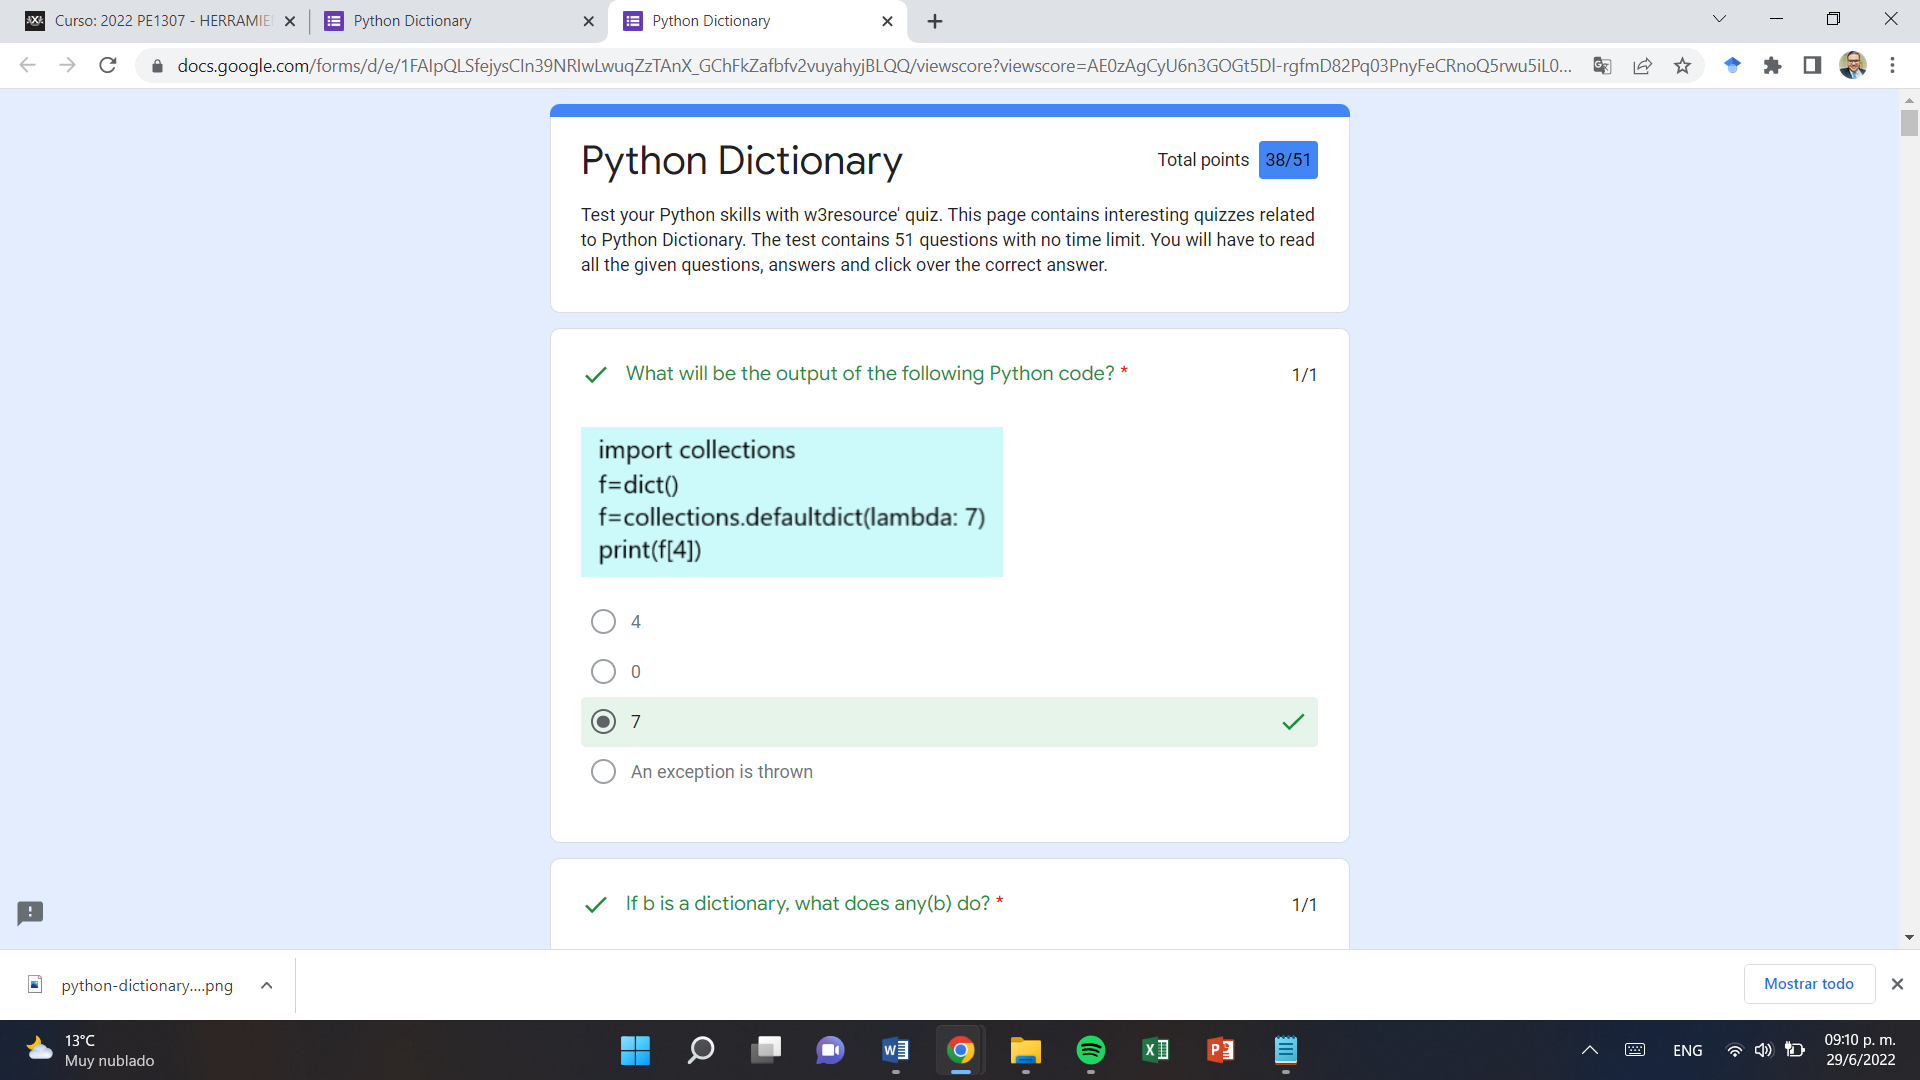 Curso: 2022 PE1307 - HERRAMIE
Python Dictionary
Python Dictionary
docs.google.com/forms/d/e/1FAIpQLSfejysCIn39NRIwLwuqZzTAnX_GChFkZafbfv2vuyahyjBLQQ/viewscore?viewscore=AE0zAgCyU6n3GOGt5DI-rgfmD82Pq03PnyFeCRnoQ5rwu5iL0...
Python Dictionary
Total points 38/51
Test your Python skills with w3resource' quiz. This page contains interesting quizzes related
to Python Dictionary. The test contains 51 questions with no time limit. You will have to read
all the given questions, answers and click over the correct answer.
What will be the output of the following Python code? *
1/1
import collections
f=dict()
f=collections.defaultdict(lambda: 7)
print(f[4])
4
0
7
An exception is thrown
If b is a dictionary, what does any(b) do? *
1/1
python-dictionary....png
Mostrar todo
13°C
Muy nublado
ENG
09:10 p. m.
29/6/2022